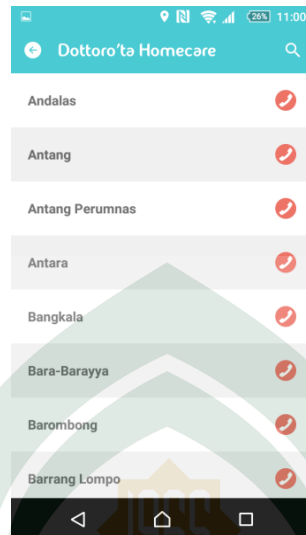 26% 11:00
Dottoro'ta Homecare
Andalas
Antang
Antang Perumnas
Antara
Bangkala
Bara-Barayya
Barombong
Barrang Lompo